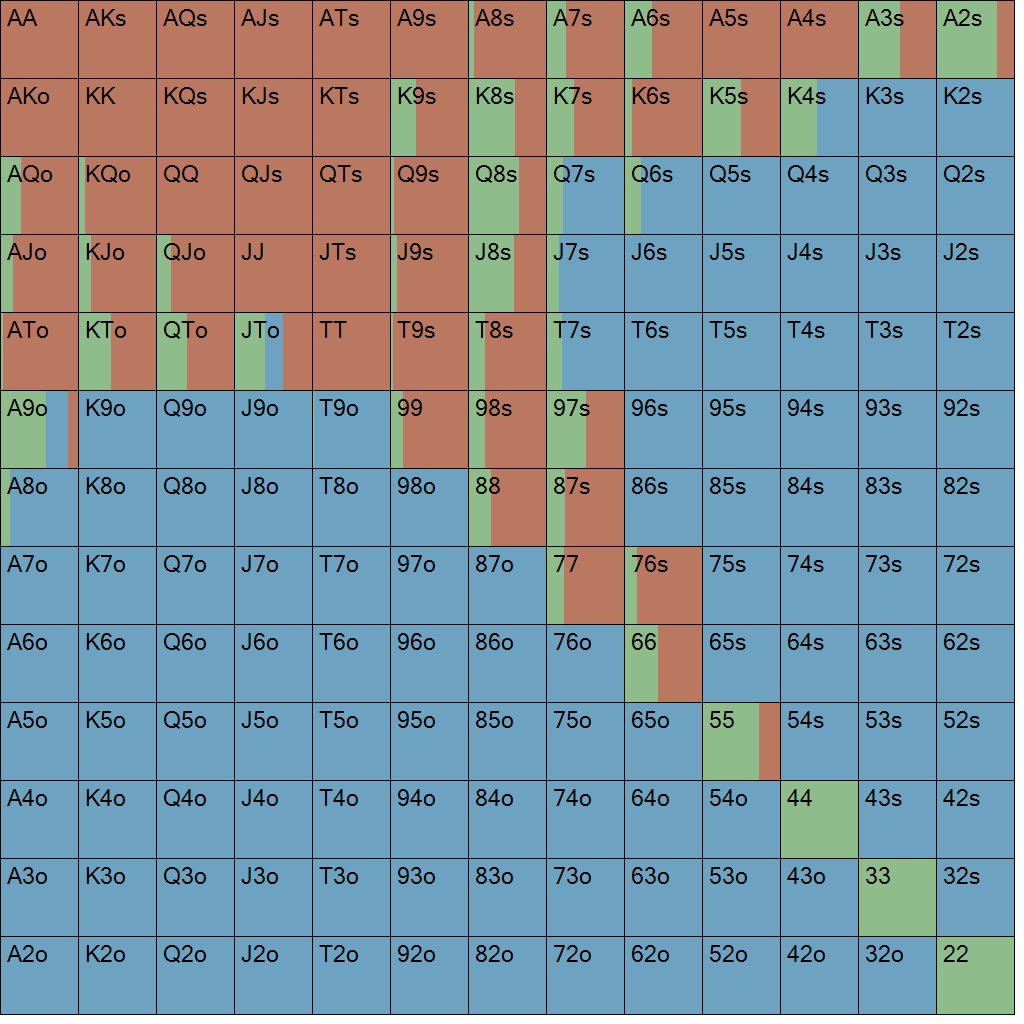 AA AKs AQs AJs ATs A9s A8s A7s A6s A5s A4s A3s A2s
AKo KK KQs KJs KTs K9s K8s K7s K6s K5s K4s K3s K2s
AQo KQo QQ QJs QTs Q9s Q8s Q7s Q6s Q5s Q4s Q3s Q2s
AJo KJo QJo JJ JTs J9s J8s J7s J6s J5s J4s J3s J2s
ATo KTo QTo JTo TT T9s T8s T7s T6s T5s T4s T3s T2s
A9o K9o Q9o J9o T9o 99 98s 97s 96s 95s 94s 93s 92s
A8o K8o Q8o J8o T8o 98o 88 87s 86s 85s 84s 83s 82s
A7o K7o Q7o J7o T7o 97o 87o 77 76s 75s 74s 73s 72s
A6o K6o Q6o J6o T6o 96o 86o 76o 66 65s 64s 63s 62s
A5o K5o Q5o J5o T5o 95o 85o 75o 65o 55 54s 53s 52s
A4o K4o Q4o J4o T4o 94o 84o 74o 64o 54o 44 43s 42s
A3o K3o Q3o J3o T3o 93o 83o 73o 63o 53o 43o 33 32s
A2o K2o Q2o J2o T2o 92o 82o 72o 62o 52o 42o 32o 22